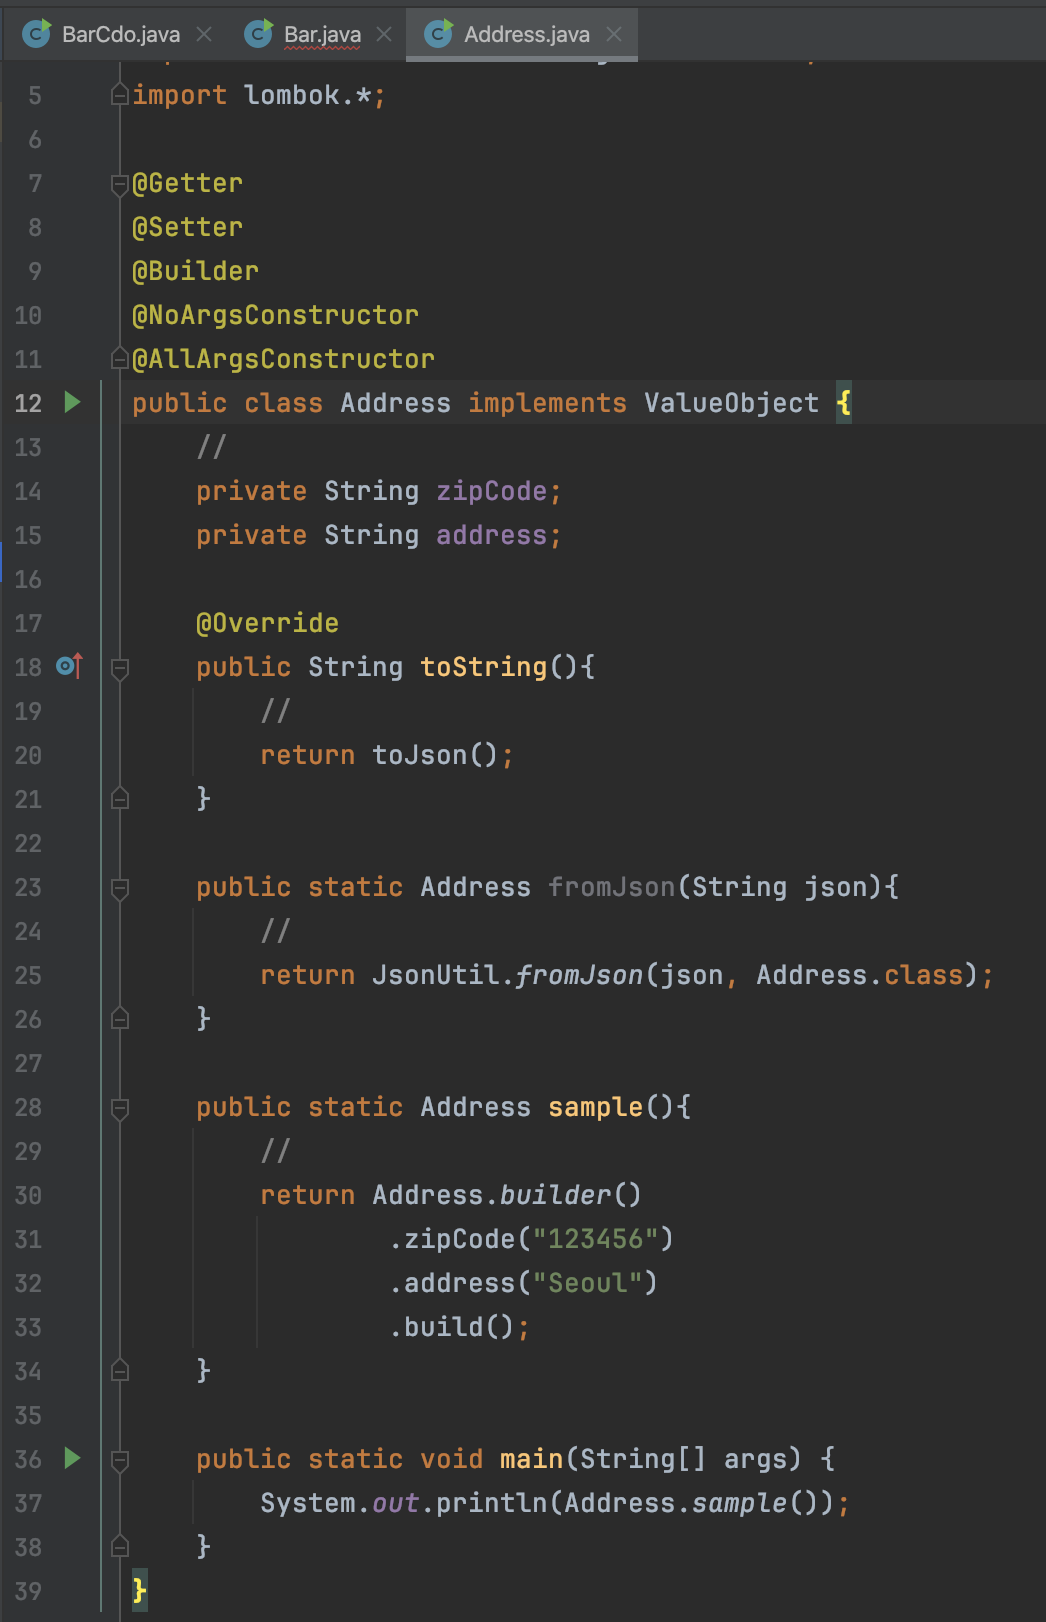 BarCdo.java Bar.java Address.java
5 import lombok.*;
6
7 @Getter
8 @Setter
9 @Builder
10 @NoArgsConstructor
11 @AllArgsConstructor
12 public class Address implements ValueObject {
13 //
14 private String zipCode;
15 private String address;
16
17 @Override
18 public String toString(){
19 //
20 return toJson();
21 }
22
23 public static Address fromJson(String json){
24 //
25 return JsonUtil.fromJson(json, Address.class);
26 }
27
28 public static Address sample(){
29 //
30 return Address.builder()
31 .zipCode("123456")
32 .address("Seoul")
33 .build();
34 }
35
36 public static void main(String[] args) {
37 System.out.println(Address.sample());
38 }
39 }